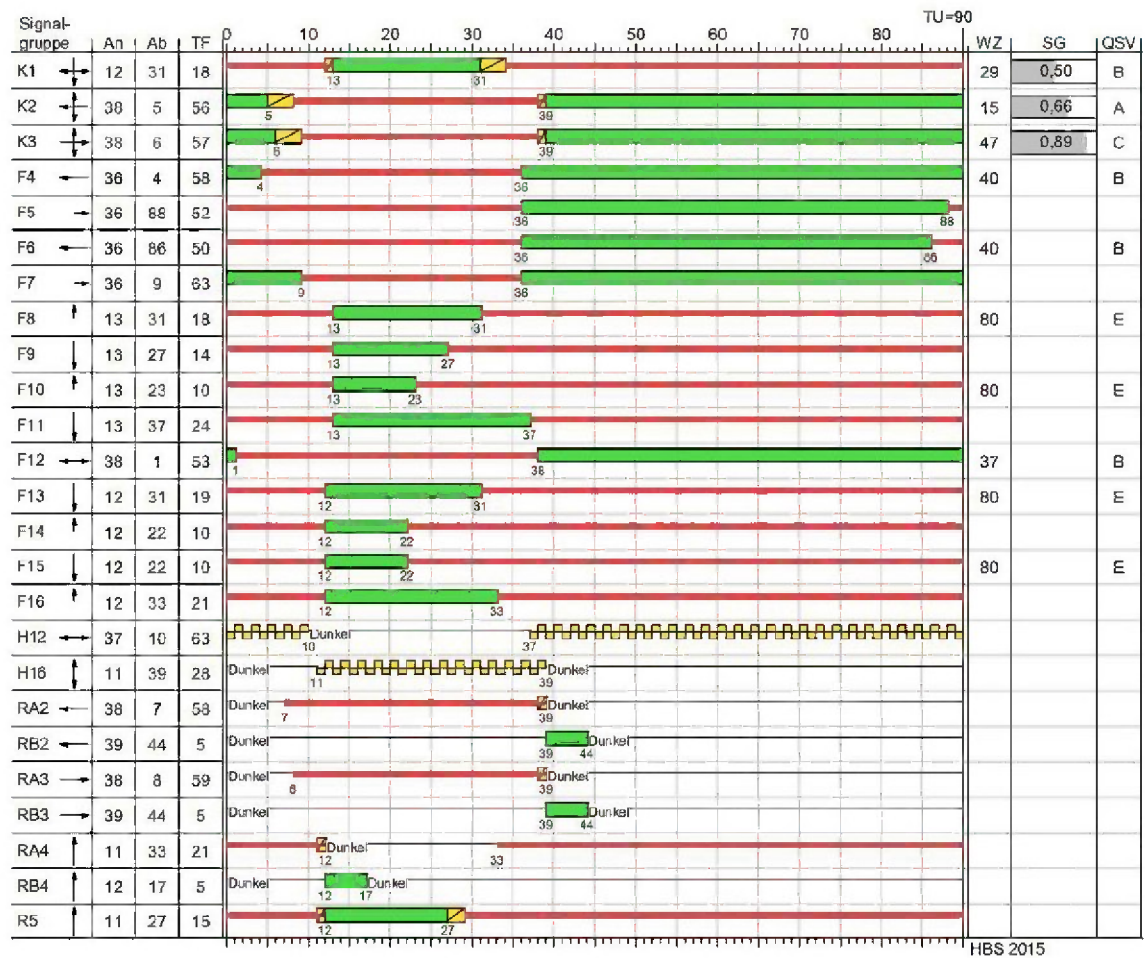 TU=90
Signal-
gruppe An Ab TF 0 10 20 30 40 50 60 70 80 WZ SG QSV
K1 12 31 18 13 31 29 0,50 B
K2 38 5 56 5 39 15 0,66 A
K3 38 6 57 6 39 47 0,89 C
F4 36 4 58 4 36 40 B
F5 36 88 52 36 88
F6 36 86 50 36 86 40 B
F7 36 9 63 9 36
F8 13 31 18 13 31 80 E
F9 13 27 14 13 27
F10 13 23 10 13 23 80 E
F11 13 37 24 13 37
F12 38 1 53 1 38 37 B
F13 12 31 19 12 31 80 E
F14 12 22 10 12 22
F15 12 22 10 12 22 80 E
F16 12 33 21 12 33
H12 37 10 63 10 Dunkel 37
H16 11 39 28 Dunkel 11 39 Dunkel
RA2 38 7 58 Dunkel 7 39 Dunkel
RB2 39 44 5 Dunkel 39 44 Dunkel
RA3 38 8 59 Dunkel 8 39 Dunkel
RB3 39 44 5 Dunkel 39 44 Dunkel
RA4 11 33 21 12 Dunkel 33
RB4 12 17 5 Dunkel 12 17 Dunkel
R5 11 27 15 12 27
HBS 2015